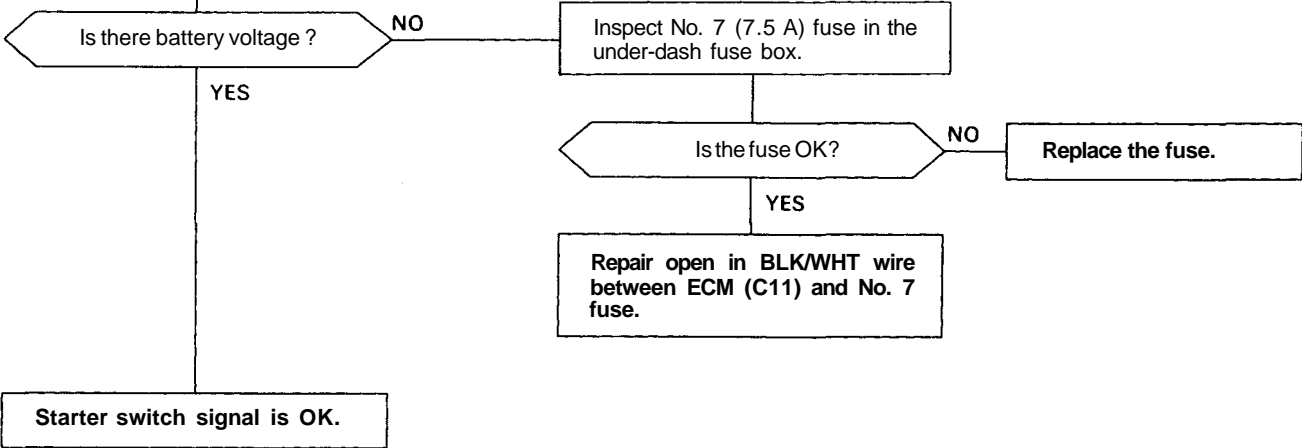 Is there battery voltage ?
NO
Inspect No. 7 (7.5 A) fuse in the
under-dash fuse box.
YES
Is the fuse OK?
NO
Replace the fuse.
YES
Repair open in BLK/WHT wire
between ECM (C11) and No. 7
fuse.
Starter switch signal is OK.